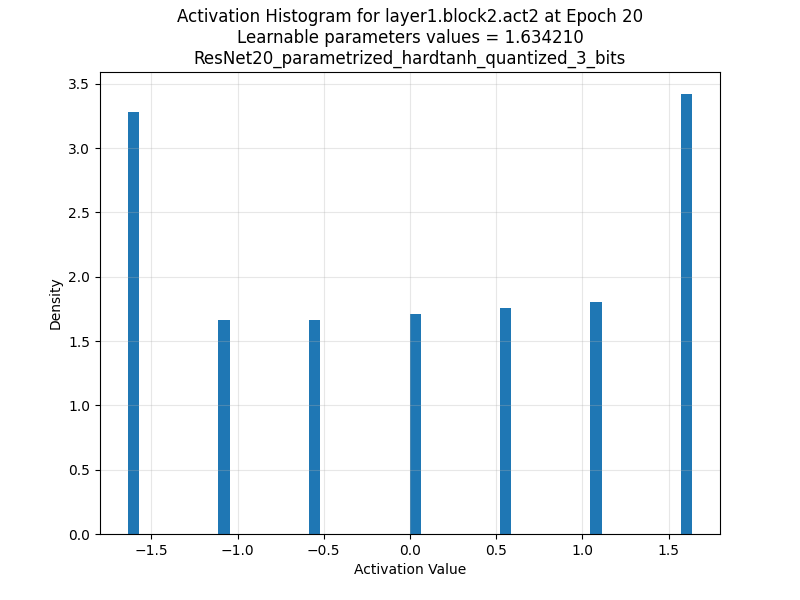 Activation Histogram for layer1.block2.act2 at Epoch 20
Learnable parameters values = 1.634210
ResNet20_parametrized_hardtanh_quantized_3_bits
3.5
3.0
2.5
2.0
1.5
1.0
0.5
0.0
Density
−1.5 −1.0 −0.5 0.0 0.5 1.0 1.5
Activation Value